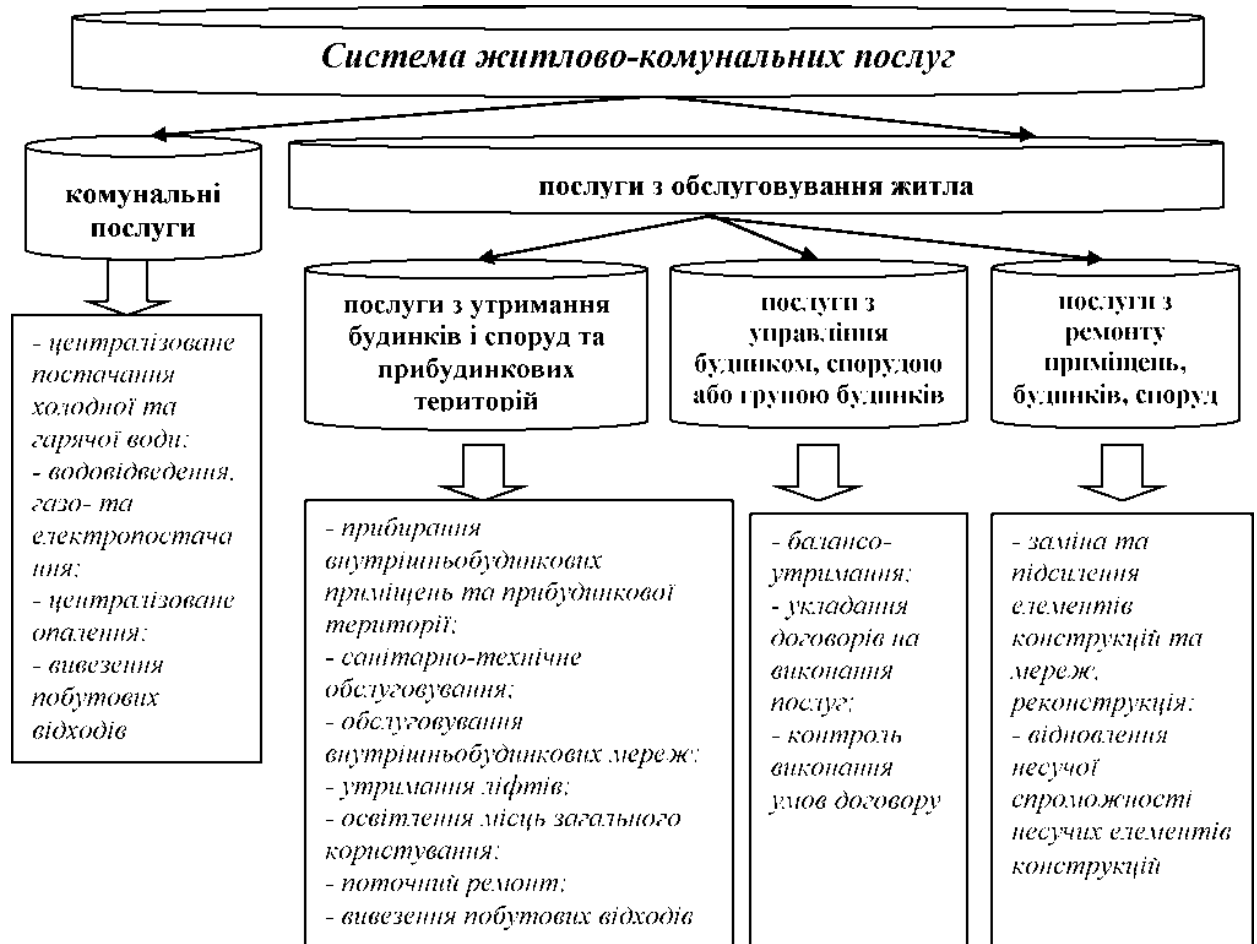 Система житлово-комунальних послуг
комунальні
послуги
послуги з обслуговування житла
послуги з утримання
будинків і споруд та
прибудинкових
територій
послуги з
управління
будинком, спорудою
або групою будинків
послуги з
ремонту
приміщень,
будинків, споруд
- централізоване
постачання
холодної та
гарячої води;
- водовідведення,
газо- та
електропостача
ння;
- централізоване
опалення;
- вивезення
побутових
відходів
- прибирання
внутрішньобудинкових
приміщень та прибудинкової
території;
- санітарно-технічне
обслуговування;
- обслуговування
внутрішньобудинкових мереж;
- утримання ліфтів;
- освітлення місць загального
користування;
- поточний ремонт;
- вивезення побутових відходів
- балансо-
утримання;
- укладання
договорів на
виконання
послуг;
- контроль
виконання
умов договору
- заміна та
підсилення
елементів
конструкцій та
мереж,
реконструкція;
- відновлення
несучої
спроможності
несучих елементів
конструкцій